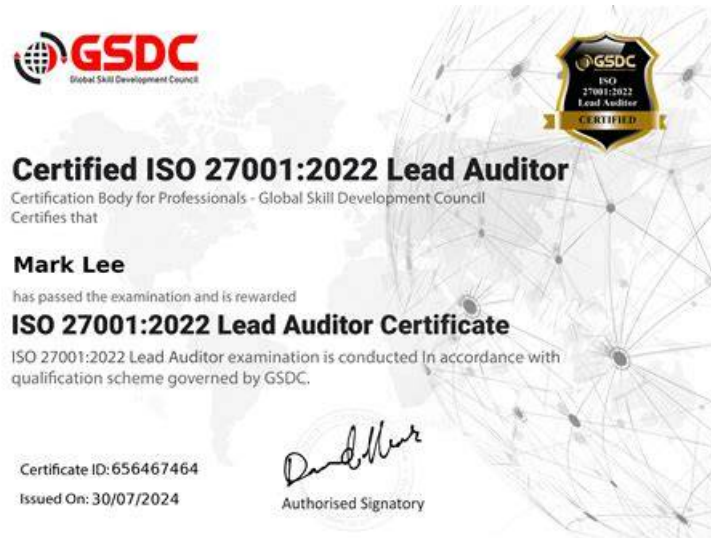 GSDC
Global Skill Development Council
GSDC
ISO
27001:2022
Lead Auditor
CERTIFIED
Certified ISO 27001:2022 Lead Auditor
Certification Body for Professionals - Global Skill Development Council
Certifies that
Mark Lee
has passed the examination and is rewarded
ISO 27001:2022 Lead Auditor Certificate
ISO 27001:2022 Lead Auditor examination is conducted In accordance with
qualification scheme governed by GSDC.
Certificate ID: 656467464
Issued On: 30/07/2024
Authorised Signatory